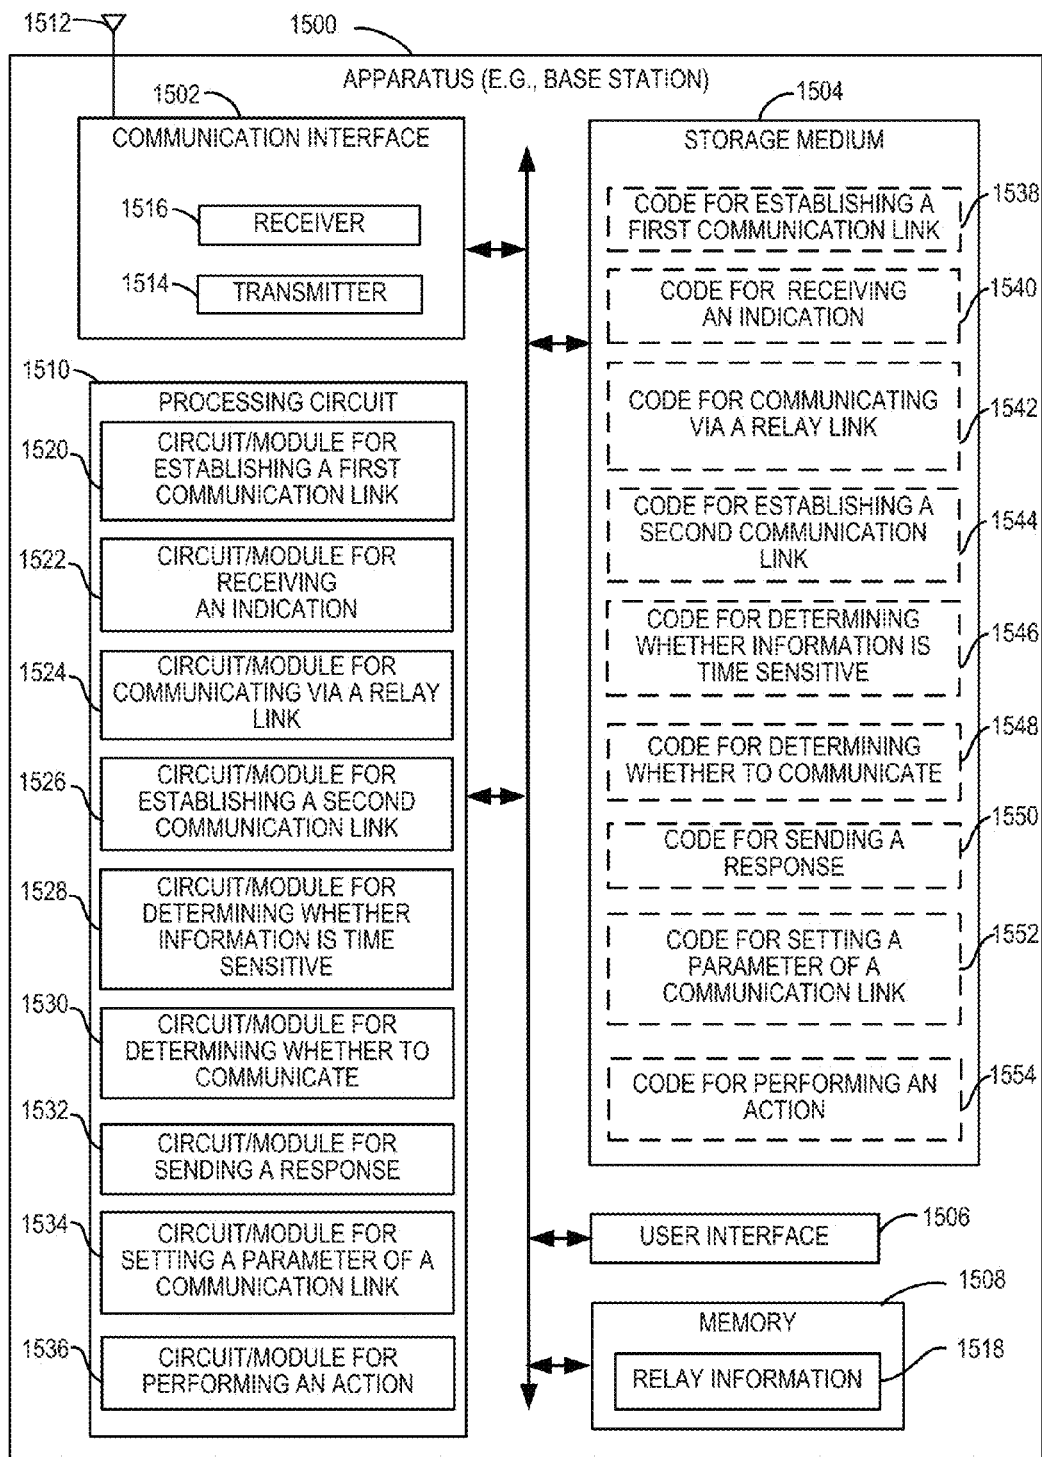 1512
1500
APPARATUS (E.G., BASE STATION)
1502
COMMUNICATION INTERFACE
1516
RECEIVER
1514
TRANSMITTER
1510
PROCESSING CIRCUIT
1520
CIRCUIT/MODULE FOR
ESTABLISHING A FIRST
COMMUNICATION LINK
1522
CIRCUIT/MODULE FOR
RECEIVING
AN INDICATION
1524
CIRCUIT/MODULE FOR
COMMUNICATING VIA A RELAY
LINK
1526
CIRCUIT/MODULE FOR
ESTABLISHING A SECOND
COMMUNICATION LINK
1528
CIRCUIT/MODULE FOR
DETERMINING WHETHER
INFORMATION IS TIME
SENSITIVE
1530
CIRCUIT/MODULE FOR
DETERMINING WHETHER TO
COMMUNICATE
1532
CIRCUIT/MODULE FOR
SENDING A RESPONSE
1534
CIRCUIT/MODULE FOR
SETTING A PARAMETER OF A
COMMUNICATION LINK
1536
CIRCUIT/MODULE FOR
PERFORMING AN ACTION
1504
STORAGE MEDIUM
CODE FOR ESTABLISHING A
FIRST COMMUNICATION LINK
1538
CODE FOR RECEIVING
AN INDICATION
1540
CODE FOR COMMUNICATING
VIA A RELAY LINK
1542
CODE FOR ESTABLISHING A
SECOND COMMUNICATION
LINK
1544
CODE FOR DETERMINING
WHETHER INFORMATION IS
TIME SENSITIVE
1546
CODE FOR DETERMINING
WHETHER TO COMMUNICATE
1548
CODE FOR SENDING A
RESPONSE
1550
CODE FOR SETTING A
PARAMETER OF A
COMMUNICATION LINK
1552
CODE FOR PERFORMING AN
ACTION
1554
USER INTERFACE
1506
1508
MEMORY
RELAY INFORMATION
1518